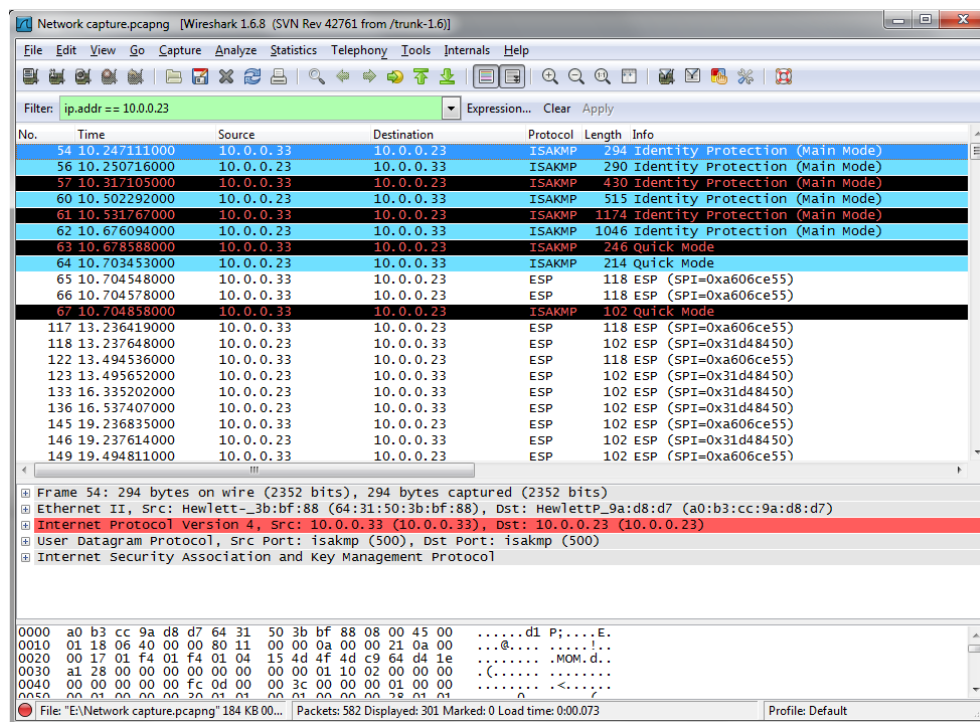 Network capture.pcapng [Wireshark 1.6.8 (SVN Rev 42761 from /trunk-1.6)]
File Edit View Go Capture Analyze Statistics Telephony Tools Internals Help
Filter: ip.addr == 10.0.0.23 Expression... Clear Apply
No. Time Source Destination Protocol Length Info
54 10.247111000 10.0.0.33 10.0.0.23 ISAKMP 294 Identity Protection (Main Mode)
56 10.250716000 10.0.0.23 10.0.0.33 ISAKMP 290 Identity Protection (Main Mode)
57 10.317105000 10.0.0.33 10.0.0.23 ISAKMP 430 Identity Protection (Main Mode)
60 10.502292000 10.0.0.23 10.0.0.33 ISAKMP 515 Identity Protection (Main Mode)
61 10.531767000 10.0.0.33 10.0.0.23 ISAKMP 1174 Identity Protection (Main Mode)
62 10.676094000 10.0.0.23 10.0.0.33 ISAKMP 1046 Identity Protection (Main Mode)
63 10.678588000 10.0.0.33 10.0.0.23 ISAKMP 246 Quick Mode
64 10.703453000 10.0.0.23 10.0.0.33 ISAKMP 214 Quick Mode
65 10.704548000 10.0.0.33 10.0.0.23 ESP 118 ESP (SPI=0xa606ce55)
66 10.704578000 10.0.0.33 10.0.0.23 ESP 118 ESP (SPI=0xa606ce55)
67 10.704858000 10.0.0.33 10.0.0.23 ISAKMP 102 Quick Mode
117 13.236419000 10.0.0.33 10.0.0.23 ESP 118 ESP (SPI=0xa606ce55)
118 13.237648000 10.0.0.23 10.0.0.33 ESP 102 ESP (SPI=0x31d48450)
122 13.494536000 10.0.0.33 10.0.0.23 ESP 118 ESP (SPI=0xa606ce55)
123 13.495652000 10.0.0.23 10.0.0.33 ESP 102 ESP (SPI=0x31d48450)
133 16.335202000 10.0.0.23 10.0.0.33 ESP 102 ESP (SPI=0x31d48450)
136 16.537407000 10.0.0.23 10.0.0.33 ESP 102 ESP (SPI=0x31d48450)
145 19.236835000 10.0.0.23 10.0.0.33 ESP 102 ESP (SPI=0x31d48450)
146 19.237614000 10.0.0.23 10.0.0.33 ESP 102 ESP (SPI=0x31d48450)
149 19.494811000 10.0.0.33 10.0.0.23 ESP 102 ESP (SPI=0xa606ce55)
Frame 54: 294 bytes on wire (2352 bits), 294 bytes captured (2352 bits)
Ethernet II, Src: Hewlett-_3b:bf:88 (64:31:50:3b:bf:88), Dst: HewlettP_9a:d8:d7 (a0:b3:cc:9a:d8:d7)
Internet Protocol Version 4, Src: 10.0.0.33 (10.0.0.33), Dst: 10.0.0.23 (10.0.0.23)
User Datagram Protocol, Src Port: isakmp (500), Dst Port: isakmp (500)
Internet Security Association and Key Management Protocol
0000 a0 b3 cc 9a d8 d7 64 31 50 3b bf 88 08 00 45 00 ......d1 P;....E.
0010 01 18 06 40 00 00 80 11 00 00 0a 00 00 21 0a 00 ...@.... .....!..
0020 00 17 01 f4 01 f4 01 04 15 4d 4f 4d c9 64 d4 1e ........ .MOM.d..
0030 a1 28 00 00 00 00 00 00 00 00 01 10 02 00 00 00 .(...... ........
0040 00 00 00 00 fc 0d 00 00 3c 00 00 00 01 00 ........ .<......
File: "E:\Network capture.pcapng" 184 KB 00... Packets: 582 Displayed: 301 Marked: 0 Load time: 0:00.073 Profile: Default